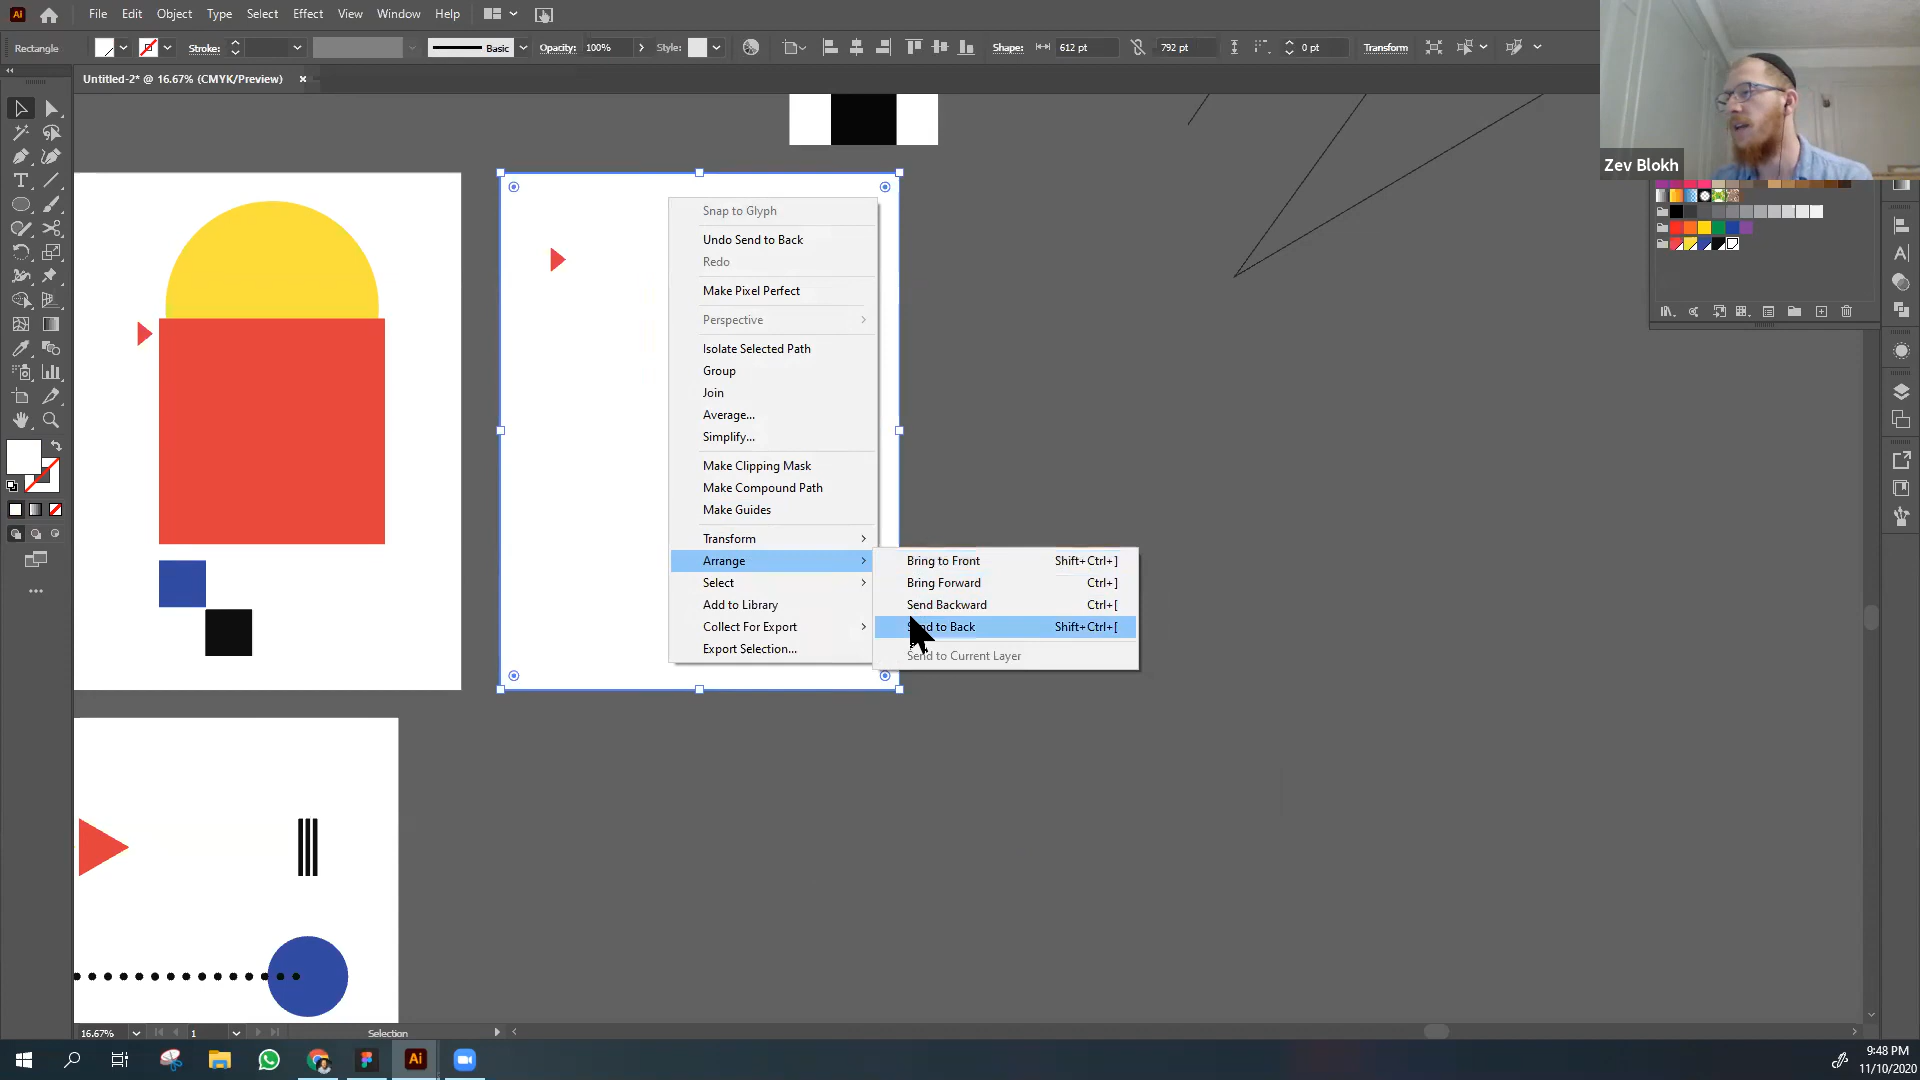 Ai File Edit Object Type Select Effect View Window Help
Rectangle Stroke: Basic Opacity: 100% Style: Shape: 612 pt 792 pt 0 pt Transform
Untitled-2* @ 16.67% (CMYK/Preview) ×
Zev Blokh
Snap to Glyph
Undo Send to Back
Redo
Make Pixel Perfect
Perspective
Isolate Selected Path
Group
Join
Average...
Simplify...
Make Clipping Mask
Make Compound Path
Make Guides
Transform
Arrange
Select
Add to Library
Collect For Export
Export Selection...
Bring to Front Shift+Ctrl+]
Bring Forward Ctrl+]
Send Backward Ctrl+[
Send to Back Shift+Ctrl+[
Send to Current Layer
16.67% 1 Selection
Ai
9:48 PM
11/10/2020